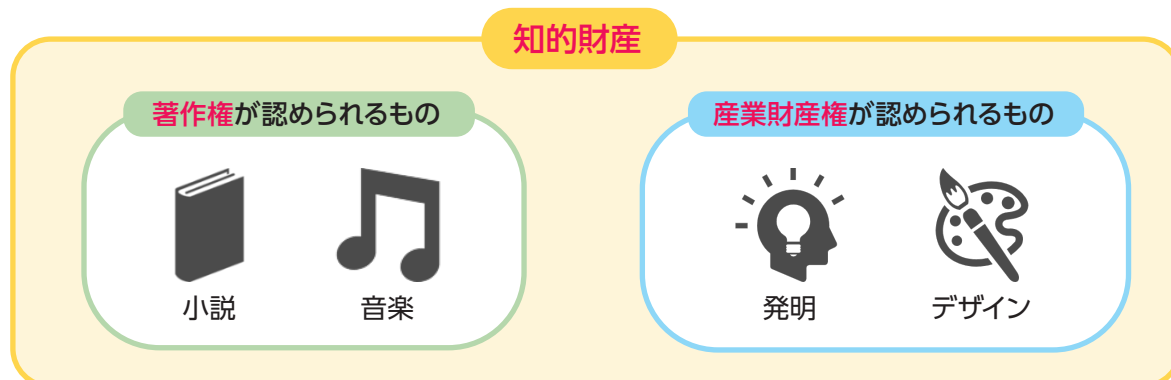 知的財産
著作権が認められるもの
産業財産権が認められるもの
小説
音楽
発明
デザイン